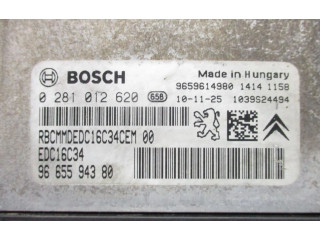 BOSCH
Made in Hungary
9659614980 1414 1158
0 281 012 620 658 10-11-25 1039S24494
RBCMMDEDC16C34CEM 00
EDC16C34
96 655 943 80